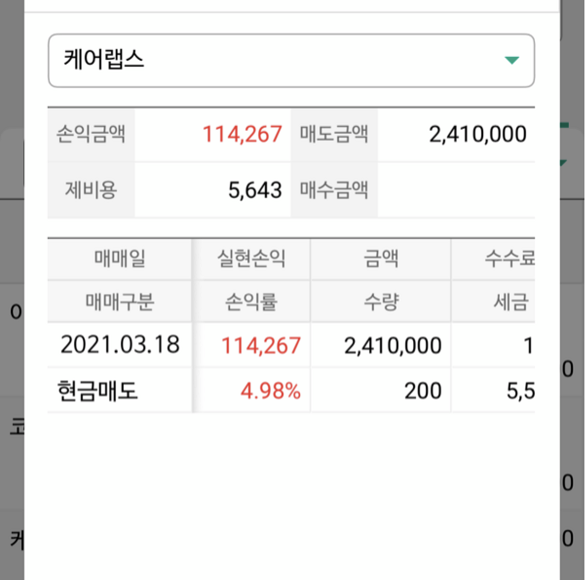 케어랩스
손익금액 114,267 매도금액 2,410,000
제비용 5,643 매수금액
매매일 실현손익 금액 수수료
매매구분 손익률 수량 세금
2021.03.18 114,267 2,410,000 1
현금매도 4.98% 200 5,5
0
0
케 0